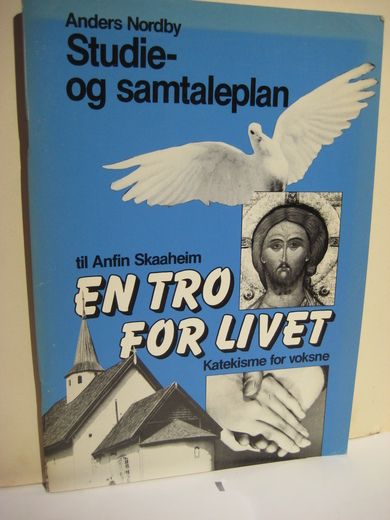 Anders Nordby
Studie-
og samtaleplan
til Anfin Skaaheim
EN TRO
FOR LIVET
Katekisme for voksne